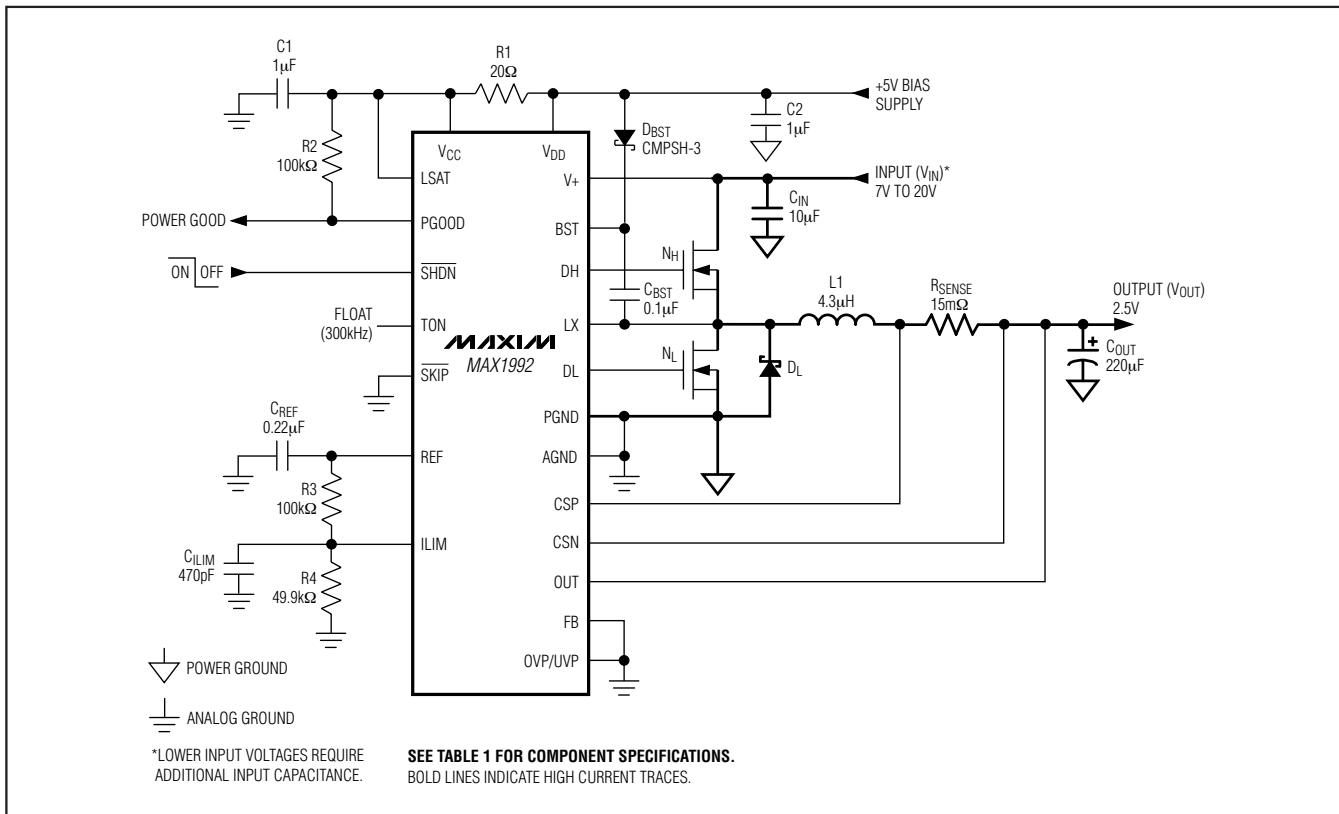 C1
1µF
R1
20Ω
+5V BIAS
SUPPLY
C2
1µF
DBST
CMPSH-3
R2
100kΩ
VCC
VDD
LSAT
V+
INPUT (VIN)*
7V TO 20V
CIN
10µF
POWER GOOD
PGOOD
BST
NH
ON
OFF
SHDN
DH
CBST
0.1µF
L1
4.3µH
RSENSE
15mΩ
OUTPUT (VOUT)
2.5V
FLOAT
(300kHz)
TON
LX
MAXIM
MAX1992
NL
DL
DL
+
COUT
220µF
SKIP
PGND
CREF
0.22µF
REF
AGND
R3
100kΩ
CSP
CILIM
470pF
ILIM
CSN
R4
49.9kΩ
OUT
FB
OVP/UVP
POWER GROUND
ANALOG GROUND
*LOWER INPUT VOLTAGES REQUIRE
ADDITIONAL INPUT CAPACITANCE.
SEE TABLE 1 FOR COMPONENT SPECIFICATIONS.
BOLD LINES INDICATE HIGH CURRENT TRACES.